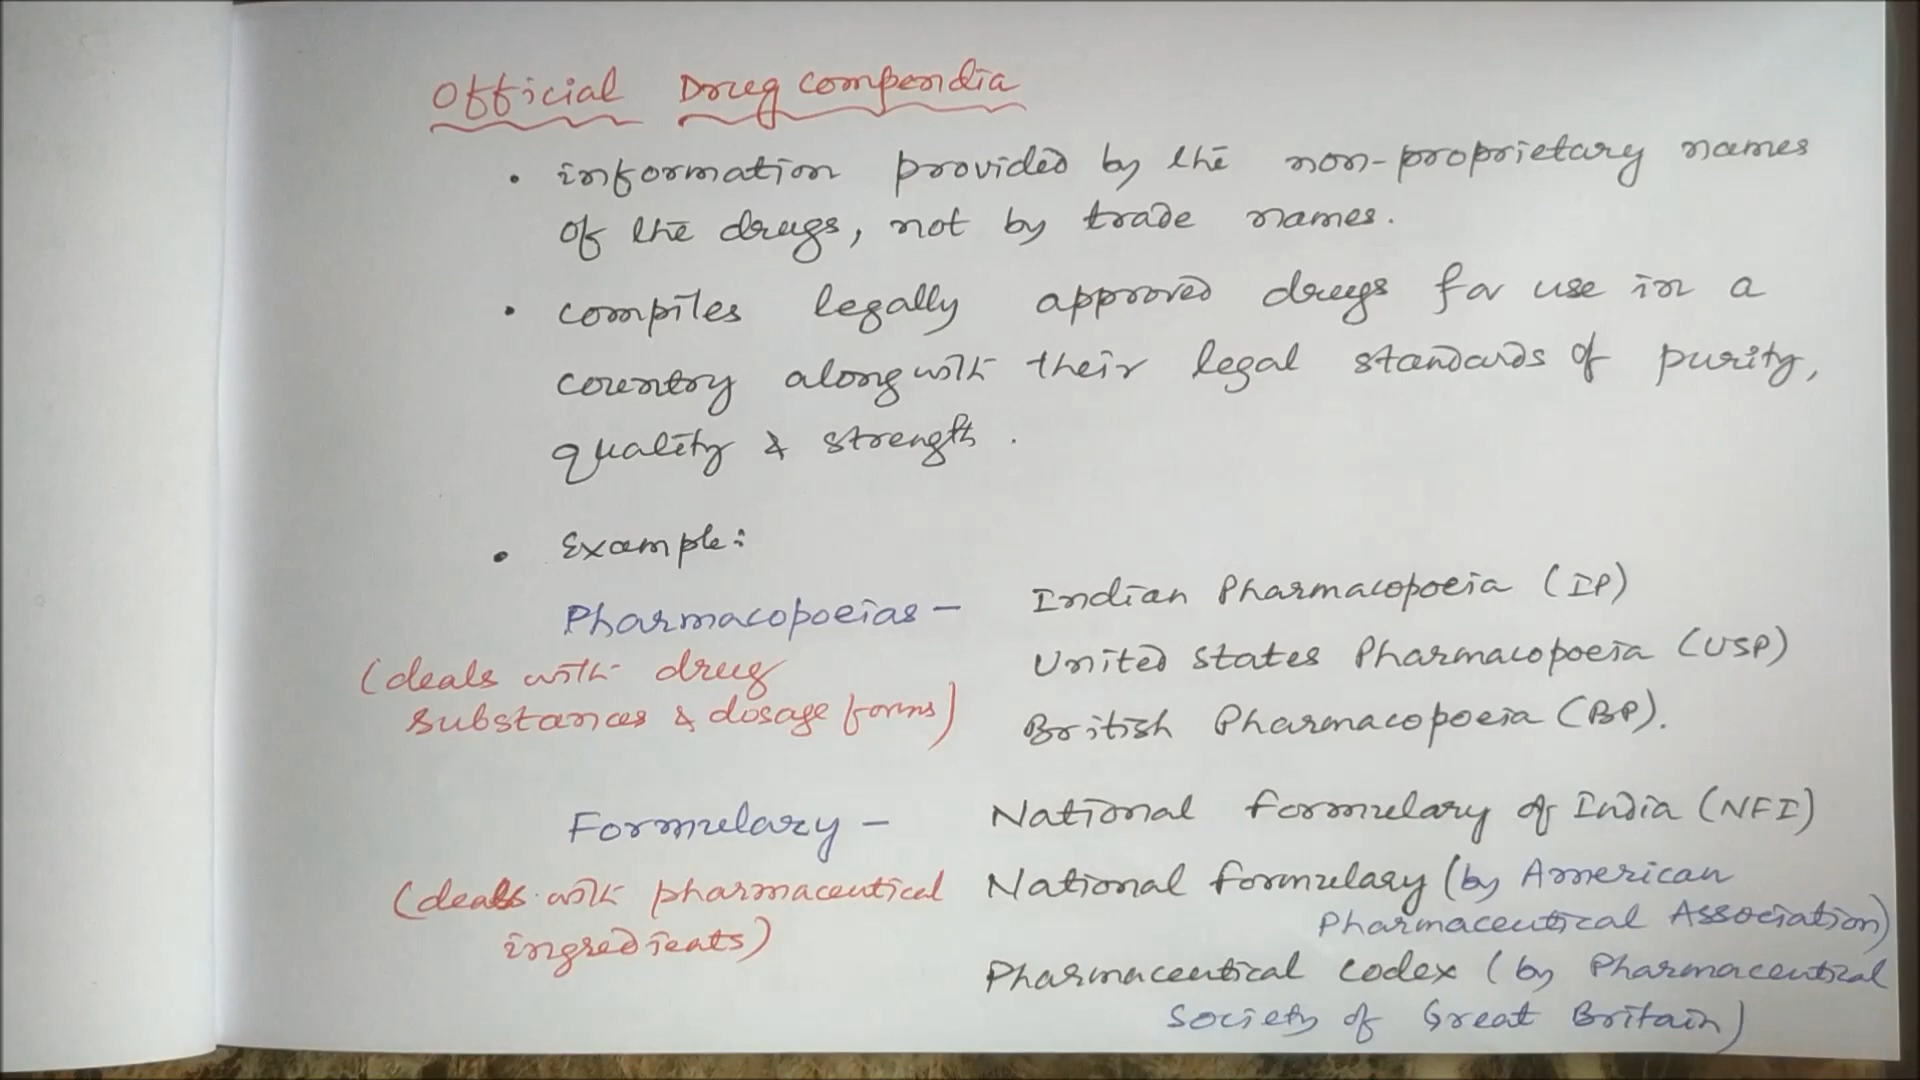 Official Drug Compendia
• information provided by the non-proprietary names
of the drugs, not by trade names.
• compiles legally approved drugs for use in a
country along with their legal standards of purity,
quality & strength.
• Example:
Pharmacopoeias - Indian Pharmacopoeia (IP)
(deals with drug United States Pharmacopoeia (USP)
substances & dosage forms) British Pharmacopoeia (BP).
Formulary - National Formulary of India (NFI)
(deals with pharmaceutical National Formulary (by American
Pharmaceutical Association)
ingredients)
Pharmaceutical Codex (by Pharmaceutical
Society of Great Britain)